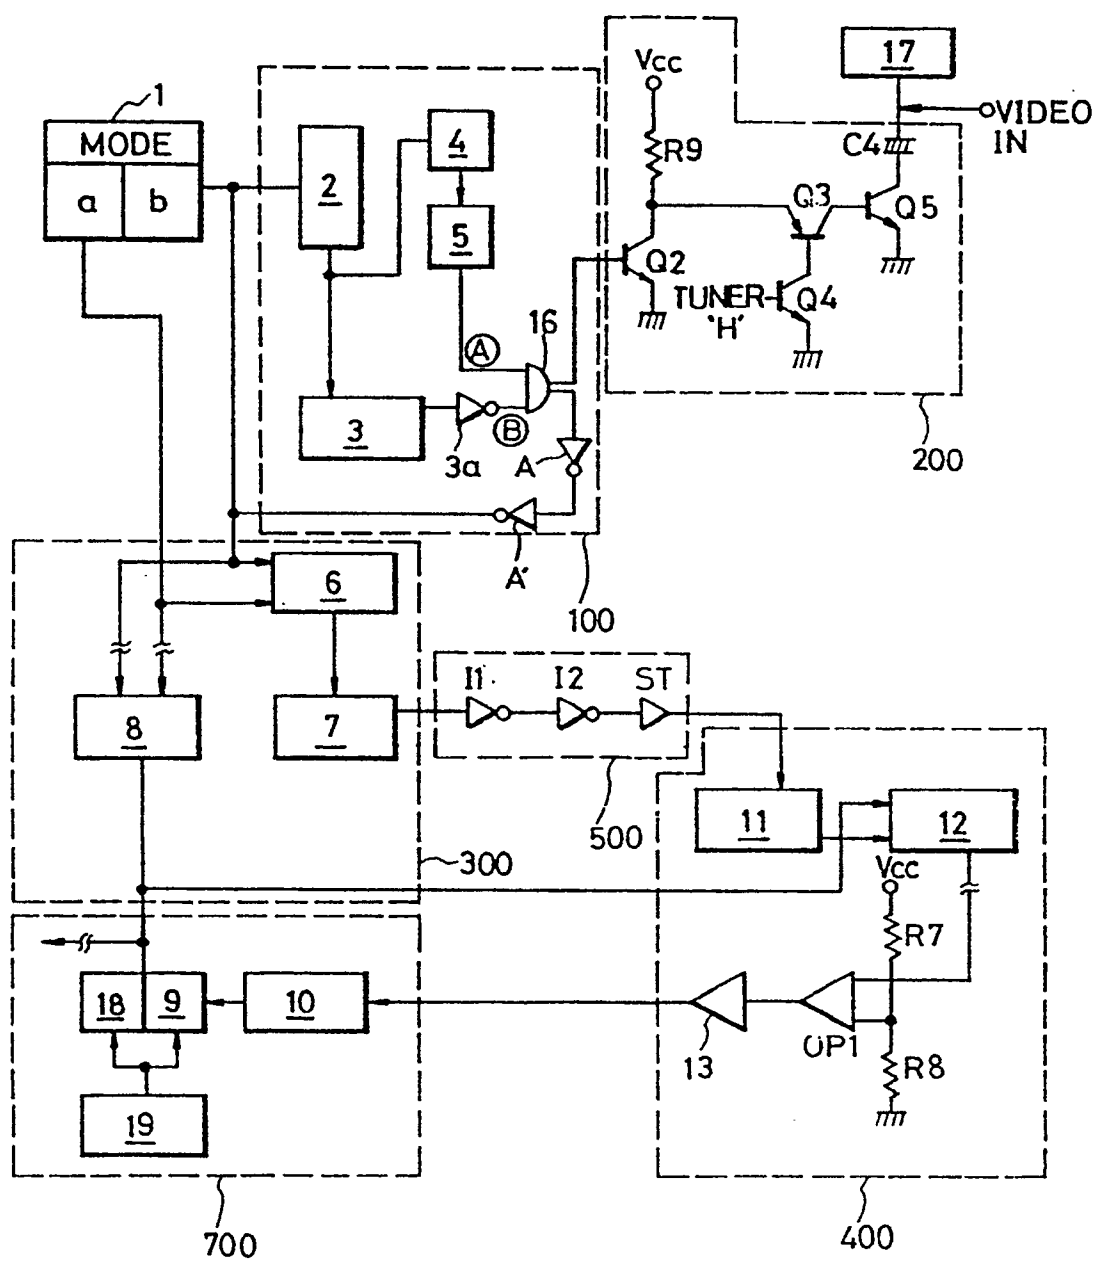 17
Vcc
1
VIDEO
IN
MODE
R9
C4
4
a
b
2
Q3
Q5
5
Q2
TUNER
'H'
Q4
16
A
3
B
3a
A
200
A'
6
100
I1
I2
ST
8
7
11
12
500
300
Vcc
R7
18
9
10
OP1
13
R8
19
700
400